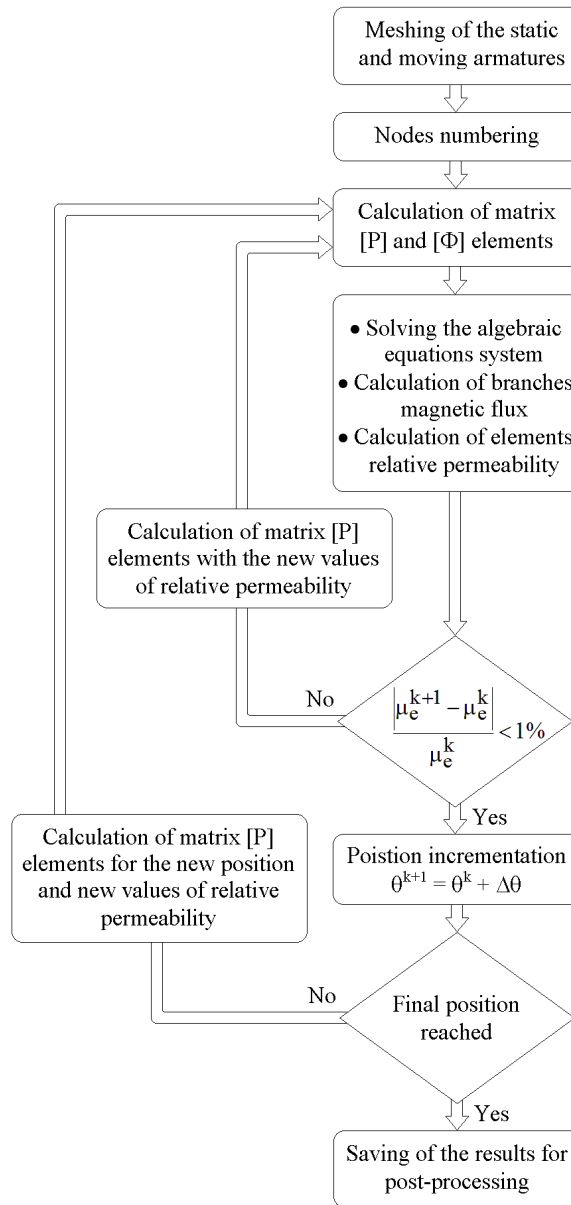 Meshing of the static
and moving armatures
Nodes numbering
Calculation of matrix
[P] and [Φ] elements
• Solving the algebraic
equations system
• Calculation of branches
magnetic flux
• Calculation of elements
relative permeability
Calculation of matrix [P]
elements with the new values
of relative permeability
No
|μ_e^{k+1} − μ_e^k|
μ_e^k
<1%
Yes
Calculation of matrix [P]
elements for the new position
and new values of relative
permeability
Poistion incrementation
θ^{k+1} = θ^k + Δθ
No
Final position
reached
Yes
Saving of the results for
post-processing